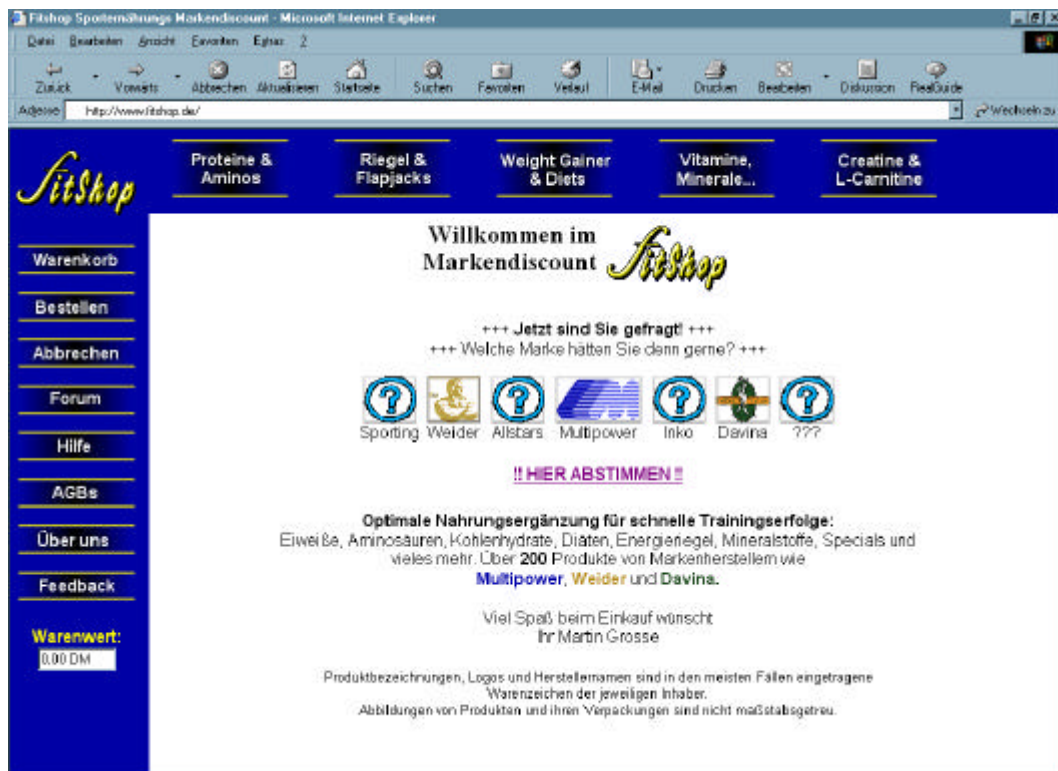 Fitshop Sporternährungs Markendiscount - Microsoft Internet Explorer
Datei Bearbeiten Ansicht Favoriten Extras ?
Zurück Vorwärts Abbrechen Aktualisieren Startseite Suchen Favoriten Verlauf E-Mail Drucken Bearbeiten Diskussion RealGuide
Adresse http://www.fitshop.de/ Wechseln zu
FitShop
Proteine &
Aminos
Riegel &
Flapjacks
Weight Gainer
& Diets
Vitamine,
Minerale...
Creatine &
L-Carnitine
Warenkorb
Bestellen
Abbrechen
Forum
Hilfe
AGBs
Über uns
Feedback
Warenwert:
0.00 DM
Willkommen im
Markendiscount FitShop
+++ Jetzt sind Sie gefragt! +++
+++ Welche Marke hätten Sie denn gerne? +++
Sporting Weider Allstars Multipower Inko Davina ???
!! HIER ABSTIMMEN !!
Optimale Nahrungsergänzung für schnelle Trainingserfolge:
Eiweiße, Aminosäuren, Kohlenhydrate, Diäten, Energieriegel, Mineralstoffe, Specials und
vieles mehr. Über 200 Produkte von Markenherstellern wie
Multipower, Weider und Davina.
Viel Spaß beim Einkauf wünscht
Ihr Martin Grosse
Produktbezeichnungen, Logos und Herstellernamen sind in den meisten Fällen eingetragene
Warenzeichen der jeweiligen Inhaber.
Abbildungen von Produkten und ihren Verpackungen sind nicht maßstabsgetreu.